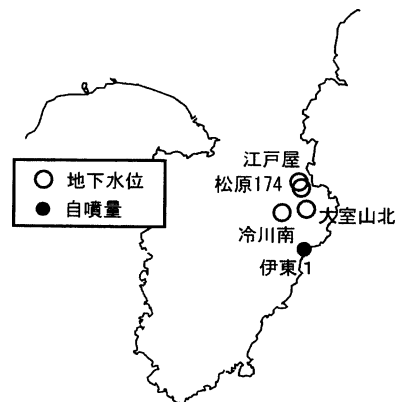 江戸屋
松原174
地下水位
自噴量
大室山北
冷川南
伊東1